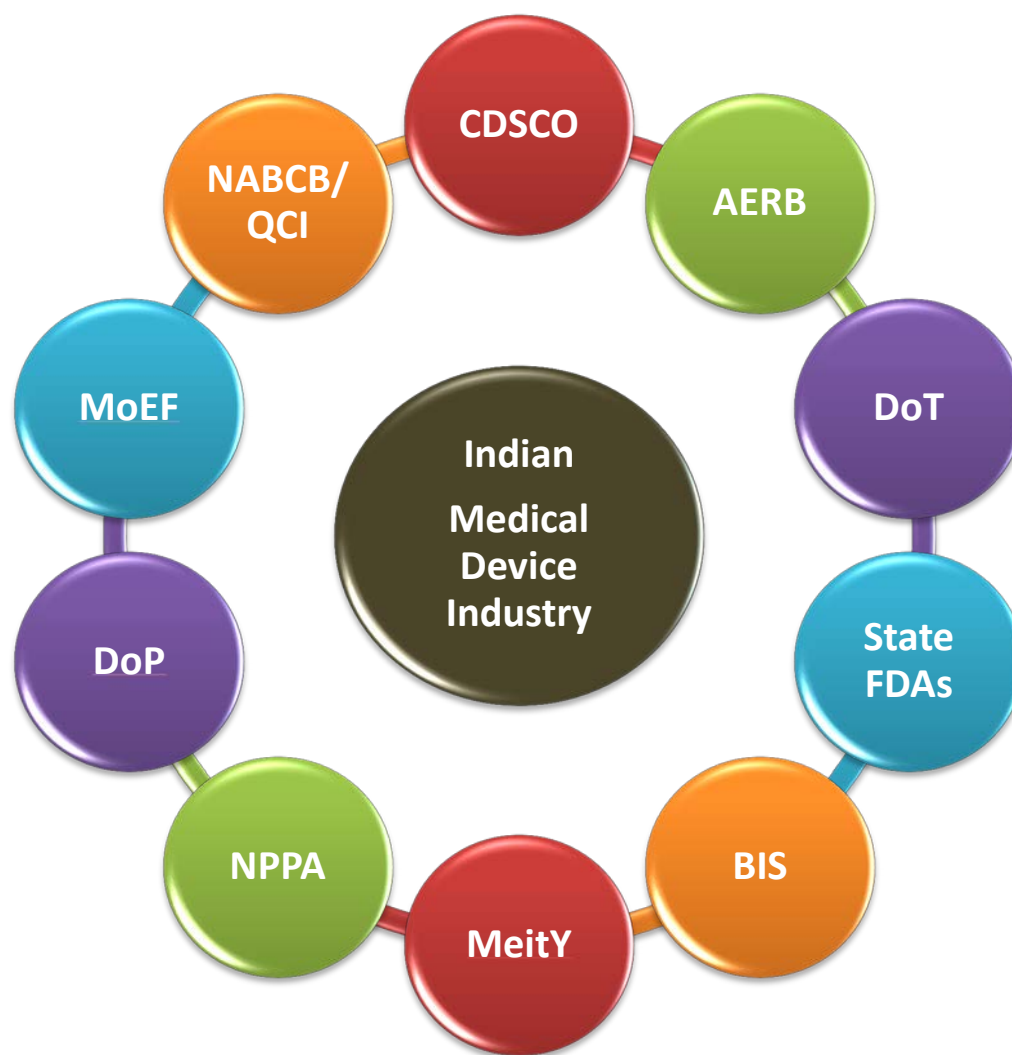 CDSCO
AERB
DoT
State
FDAs
BIS
MeitY
NPPA
DoP
MoEF
NABCB/
QCI
Indian
Medical
Device
Industry